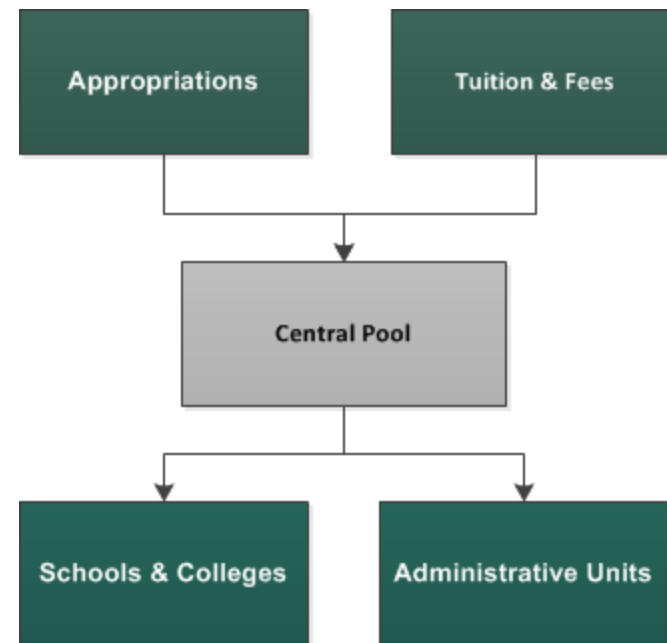 Appropriations
Tuition & Fees
Central Pool
Schools & Colleges
Administrative Units